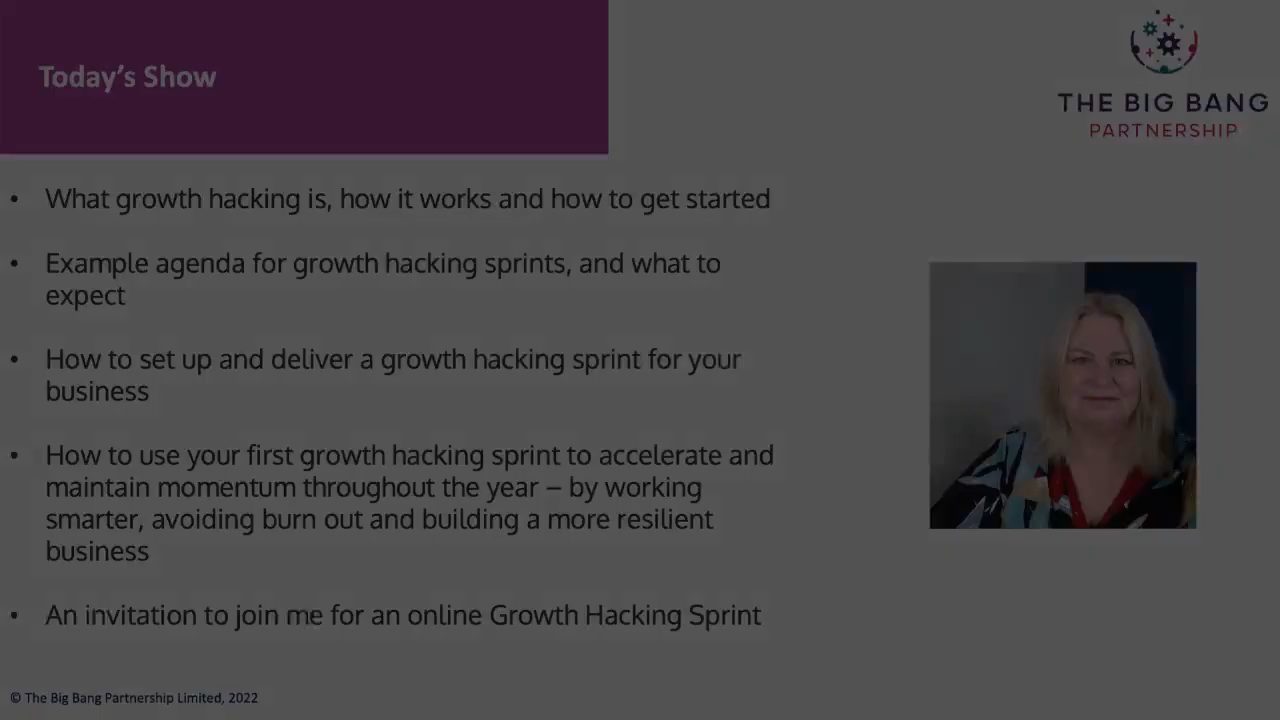 Today's Show
THE BIG BANG
PARTNERSHIP
• What growth hacking is, how it works and how to get started
• Example agenda for growth hacking sprints, and what to
expect
• How to set up and deliver a growth hacking sprint for your
business
• How to use your first growth hacking sprint to accelerate and
maintain momentum throughout the year – by working
smarter, avoiding burn out and building a more resilient
business
• An invitation to join me for an online Growth Hacking Sprint
© The Big Bang Partnership Limited, 2022